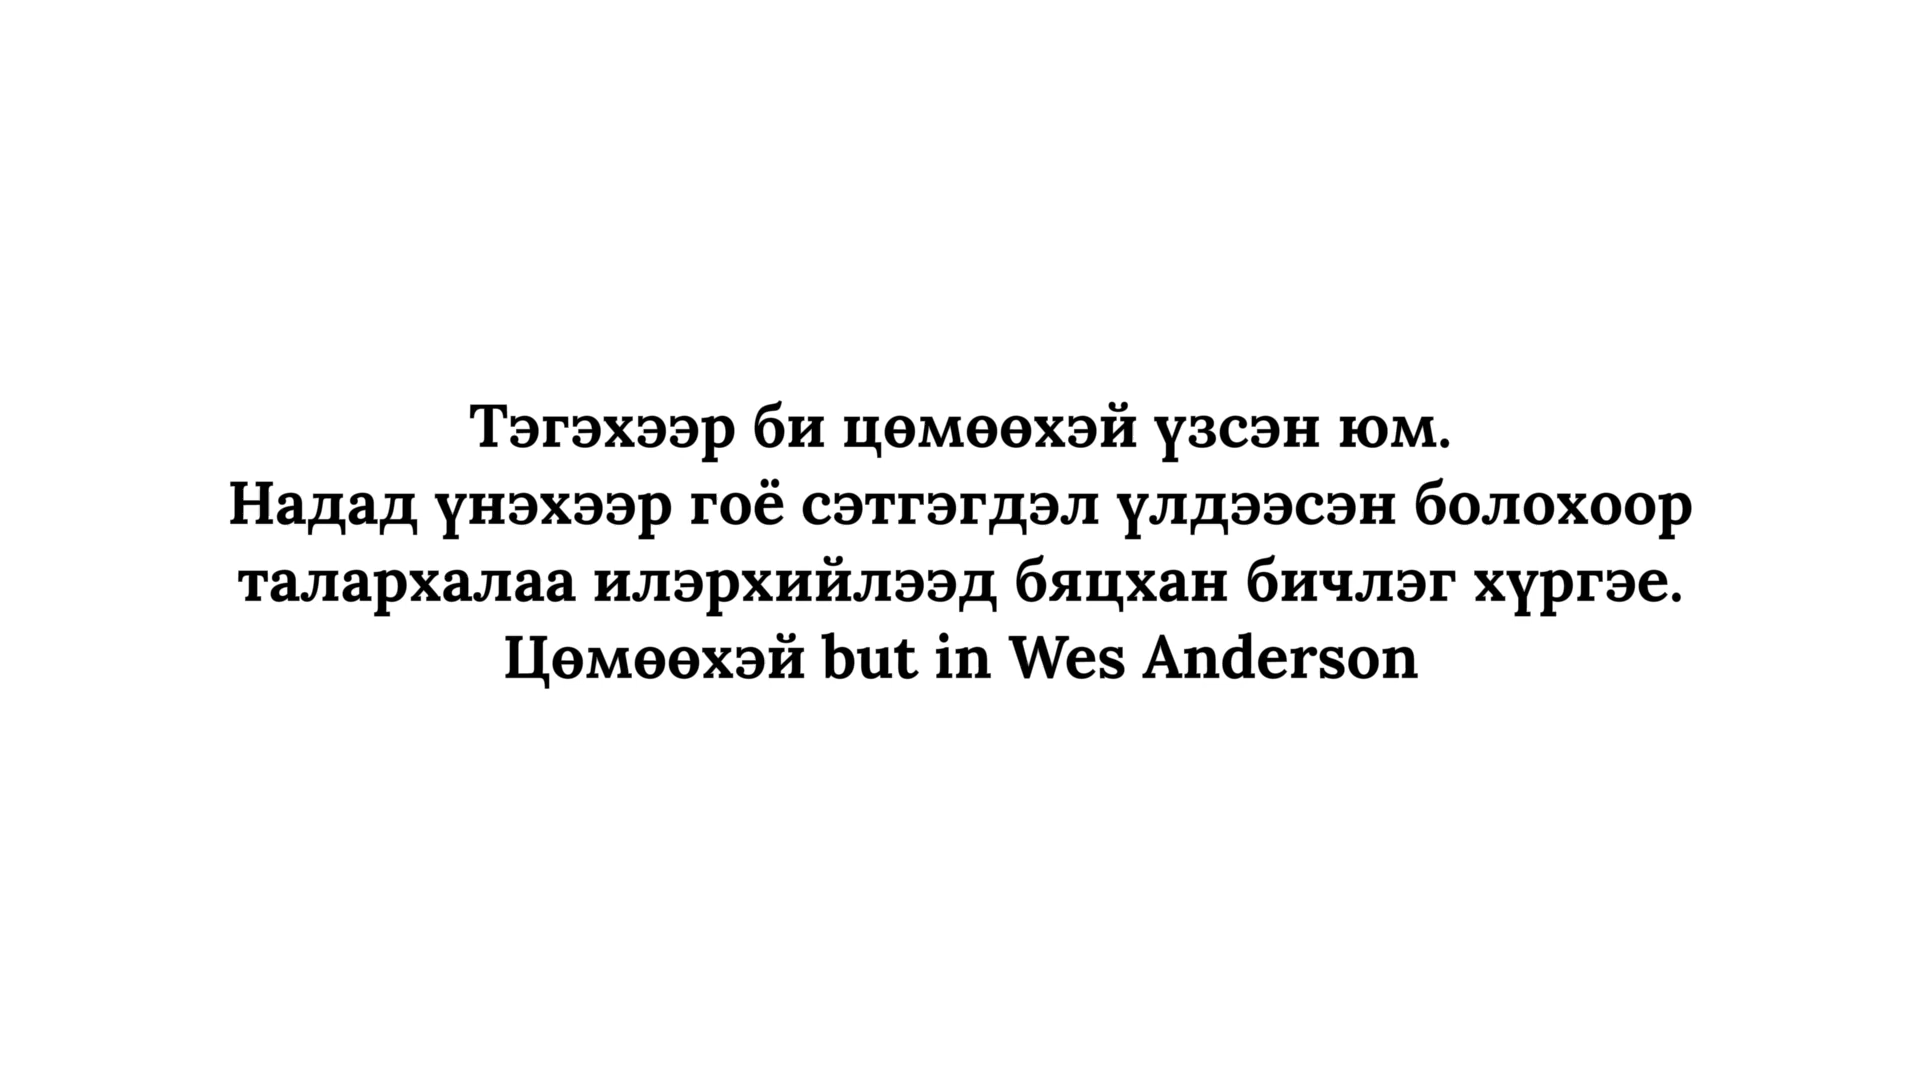 Тэгэхээр би цөмөөхэй үзсэн юм.
Надад үнэхээр гоё сэтгэгдэл үлдээсэн болохоор
талархалаа илэрхийлээд бяцхан бичлэг хүргэе.
Цөмөөхэй but in Wes Anderson